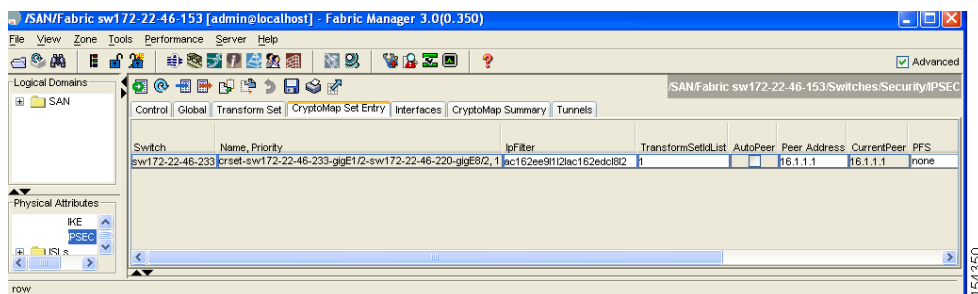 /SAN/Fabric sw172-22-46-153 [admin@localhost] - Fabric Manager 3.0(0.350)
File View Zone Tools Performance Server Help
Advanced
Logical Domains
SAN
/SAN/Fabric sw172-22-46-153/Switches/Security/IPSEC
Control Global Transform Set CryptoMap Set Entry Interfaces CryptoMap Summary Tunnels
Switch Name, Priority IpFilter TransformSetIdList AutoPeer Peer Address CurrentPeer PFS
sw172-22-46-233 crset-sw172-22-46-233-gigE1/2-sw172-22-46-220-gigE8/2, 1 1 16.1.1.1 16.1.1.1 none
Physical Attributes
IKE
IPSEC
ISLs
row
154350